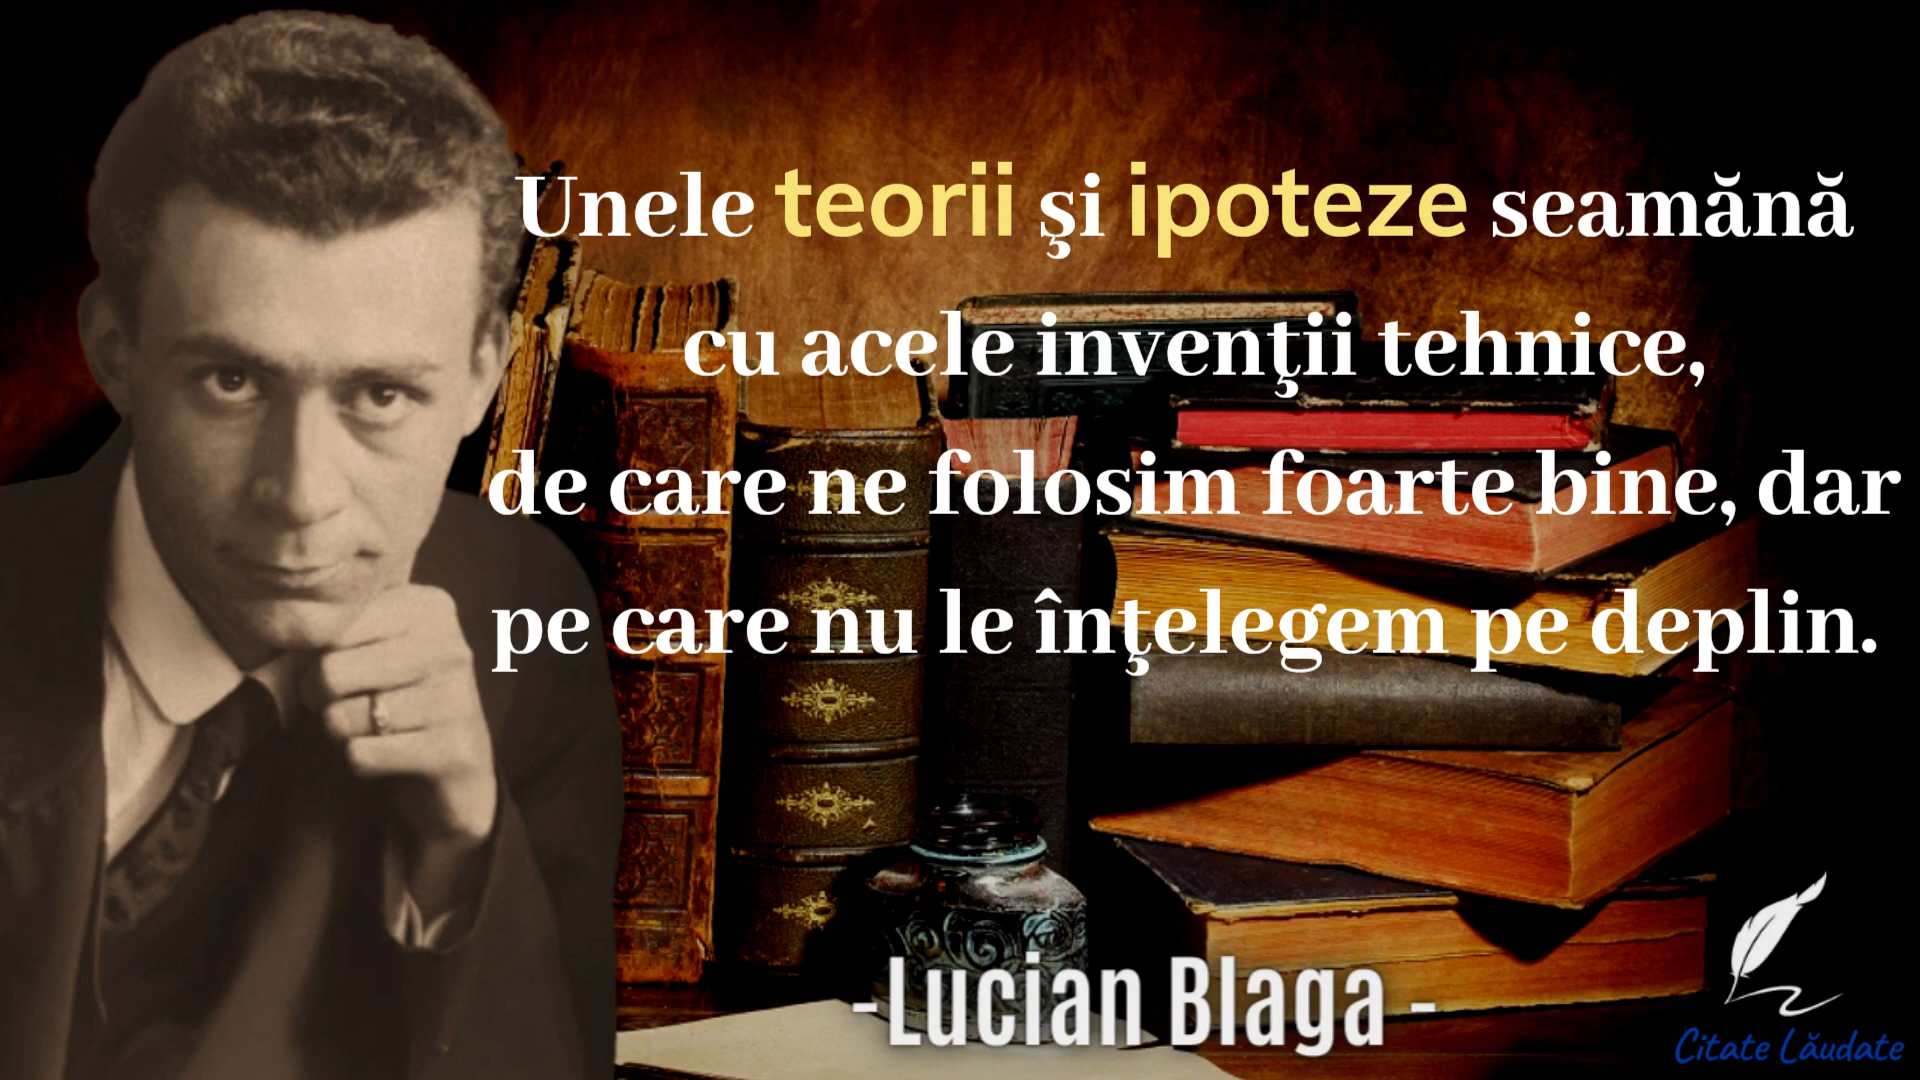 Unele teorii şi ipoteze seamănă
cu acele invenţii tehnice,
de care ne folosim foarte bine, dar
pe care nu le înţelegem pe deplin.
-Lucian Blaga -
Citate Lăudate